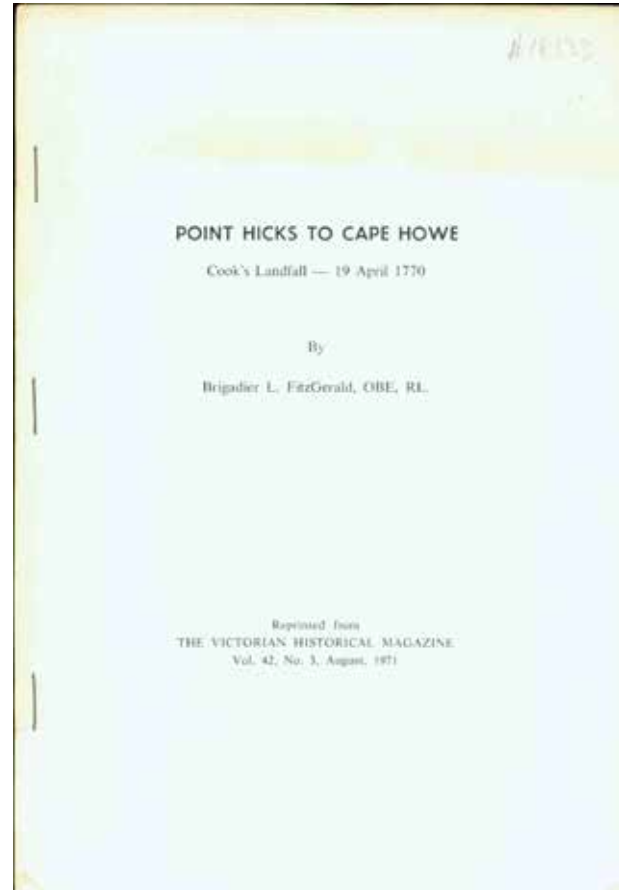 POINT HICKS TO CAPE HOWE
Cook's Landfall — 19 April 1770
By
Brigadier L. FitzGerald, OBE, RL.
Reprinted from
THE VICTORIAN HISTORICAL MAGAZINE
Vol. 42, No. 3, August, 1971